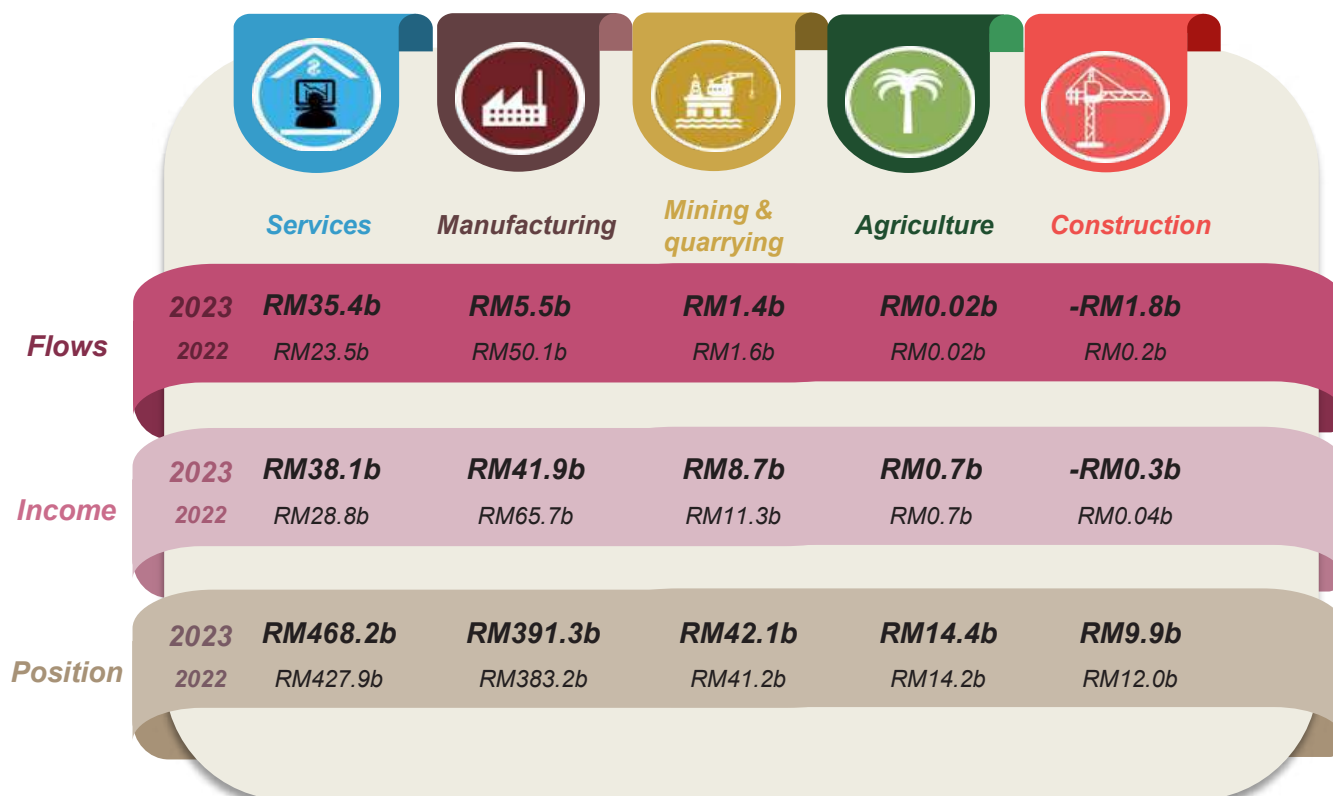 Services Manufacturing Mining & quarrying Agriculture Construction
Flows
2023 RM35.4b RM5.5b RM1.4b RM0.02b -RM1.8b
2022 RM23.5b RM50.1b RM1.6b RM0.02b RM0.2b
Income
2023 RM38.1b RM41.9b RM8.7b RM0.7b -RM0.3b
2022 RM28.8b RM65.7b RM11.3b RM0.7b RM0.04b
Position
2023 RM468.2b RM391.3b RM42.1b RM14.4b RM9.9b
2022 RM427.9b RM383.2b RM41.2b RM14.2b RM12.0b